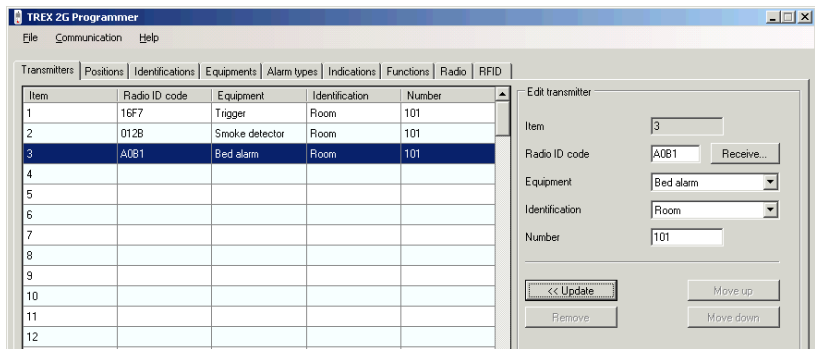 TREX 2G Programmer
File Communication Help
Transmitters Positions Identifications Equipments Alarm types Indications Functions Radio RFID
Item Radio ID code Equipment Identification Number
1 16F7 Trigger Room 101
2 012B Smoke detector Room 101
3 A0B1 Bed alarm Room 101
4
5
6
7
8
9
10
11
12
Edit transmitter
Item 3
Radio ID code A0B1 Receive...
Equipment Bed alarm
Identification Room
Number 101
<< Update Move up
Remove Move down